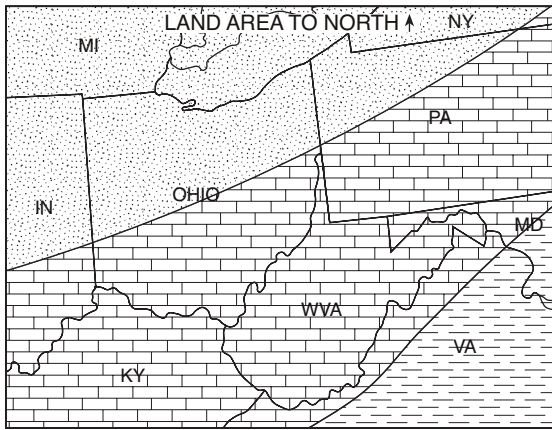 LAND AREA TO NORTH
NY
MI
PA
OHIO
IN
MD
WVA
VA
KY